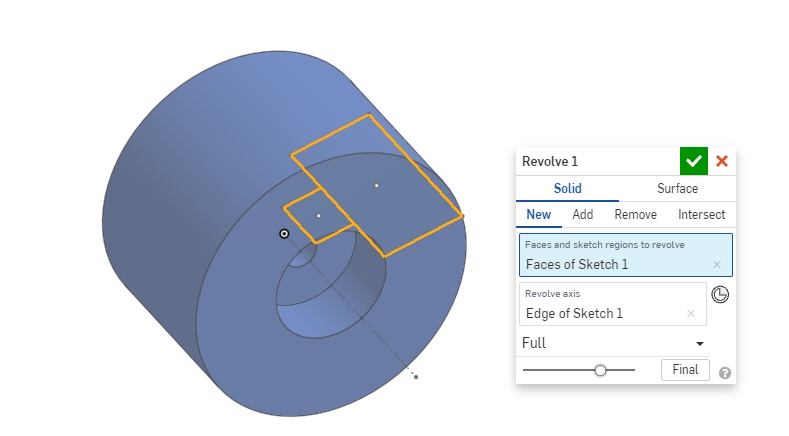 Revolve 1
Solid Surface
New Add Remove Intersect
Faces and sketch regions to revolve
Faces of Sketch 1
Revolve axis
Edge of Sketch 1
Full
Final